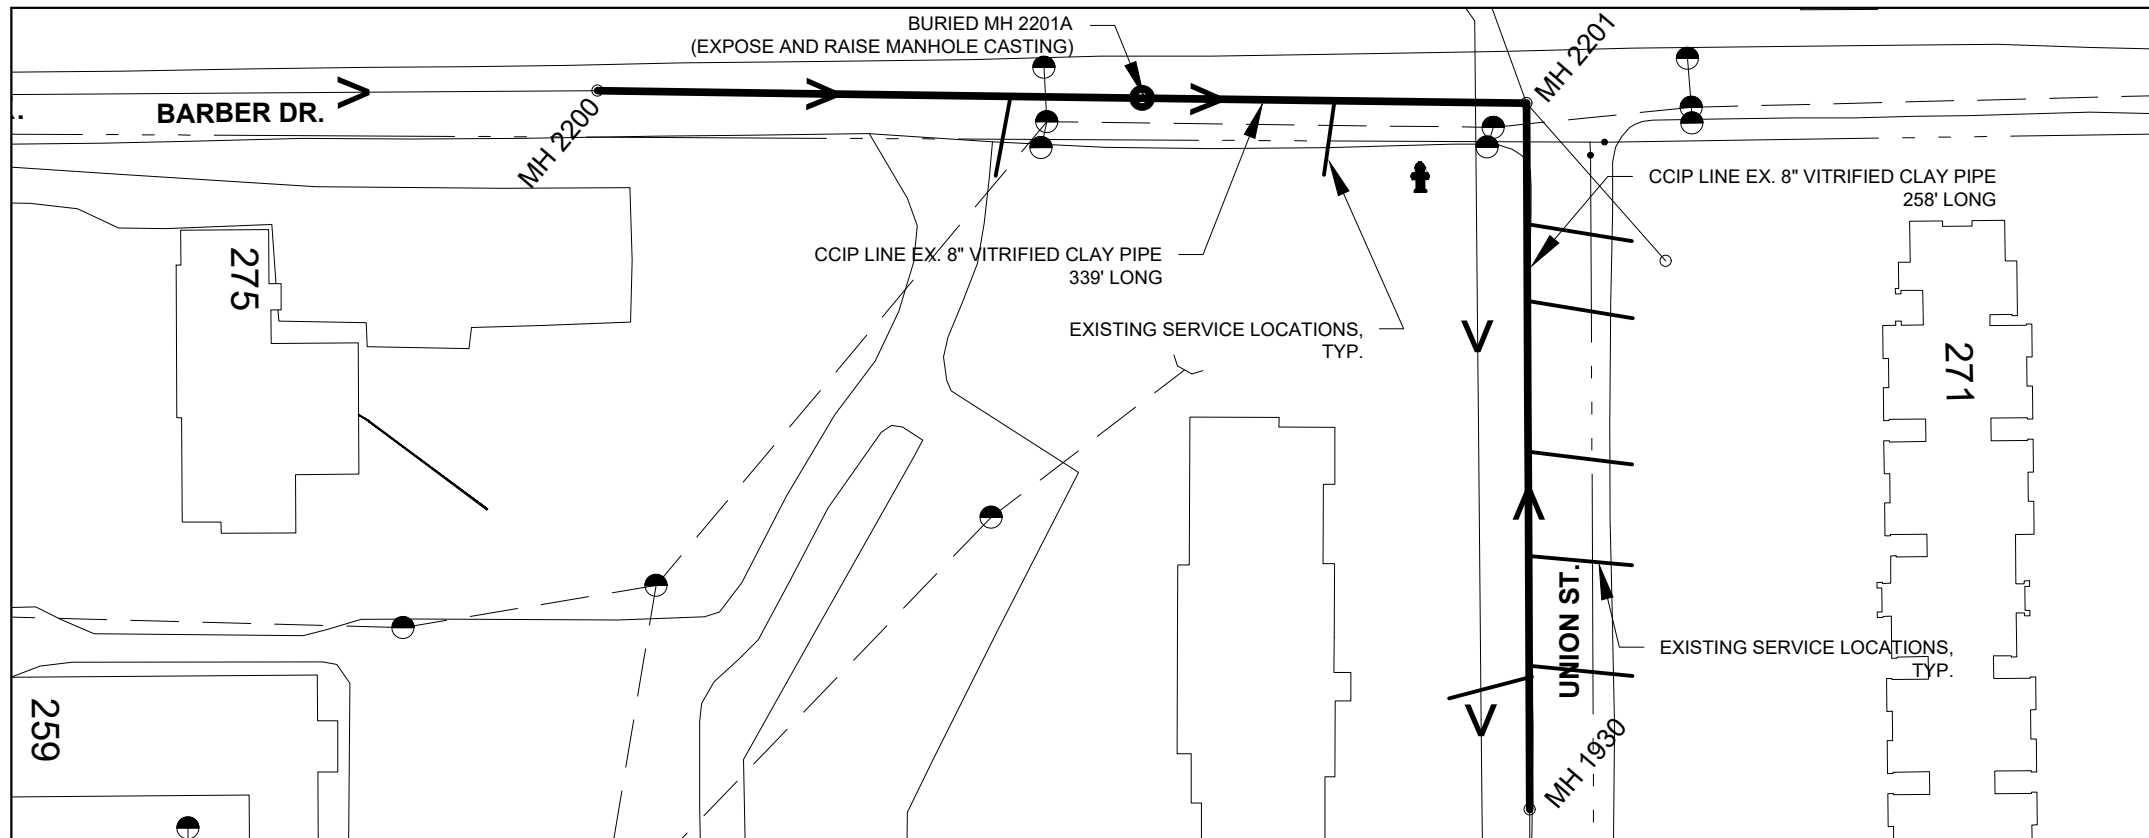 BURIED MH 2201A
(EXPOSE AND RAISE MANHOLE CASTING)
MH 2201
BARBER DR.
MH 2200
CCIP LINE EX. 8" VITRIFIED CLAY PIPE
258' LONG
275
CCIP LINE EX. 8" VITRIFIED CLAY PIPE
339' LONG
EXISTING SERVICE LOCATIONS,
TYP.
271
UNION ST.
EXISTING SERVICE LOCATIONS,
TYP.
259
MH 1930